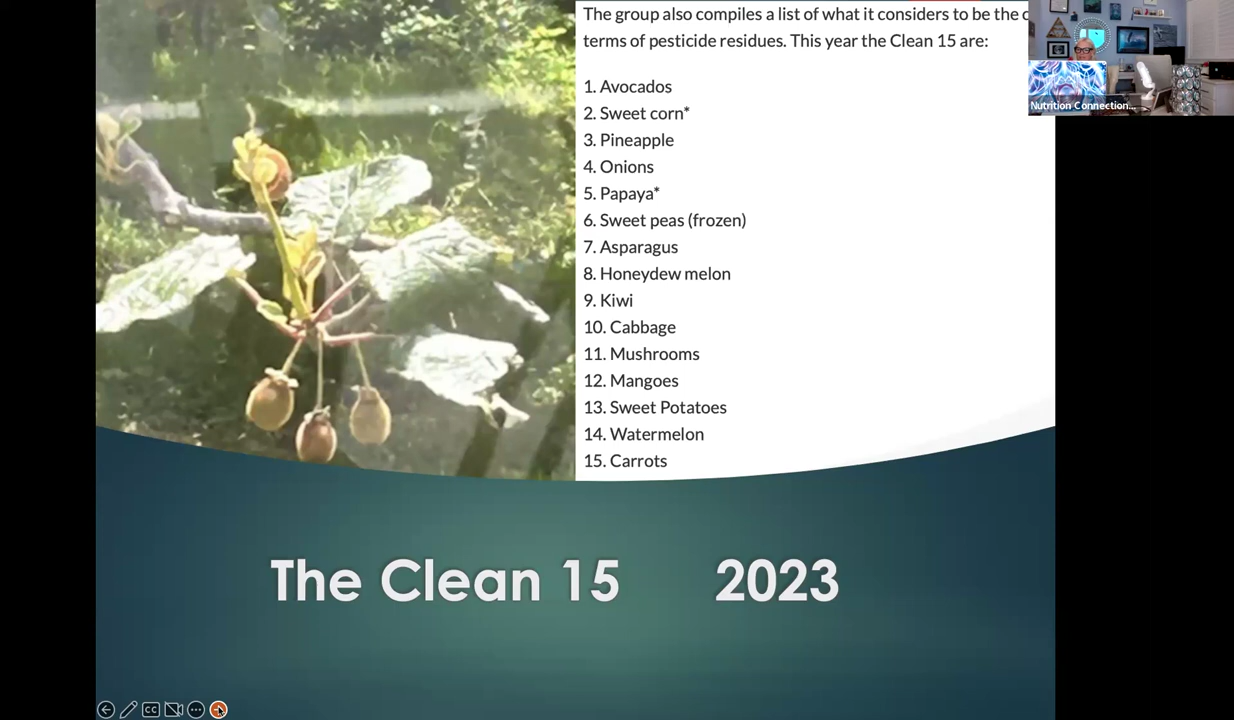 The group also compiles a list of what it considers to be the
terms of pesticide residues. This year the Clean 15 are:
1. Avocados
2. Sweet corn*
3. Pineapple
4. Onions
5. Papaya*
6. Sweet peas (frozen)
7. Asparagus
8. Honeydew melon
9. Kiwi
10. Cabbage
11. Mushrooms
12. Mangoes
13. Sweet Potatoes
14. Watermelon
15. Carrots
Nutrition Connection...
The Clean 15 2023
CC